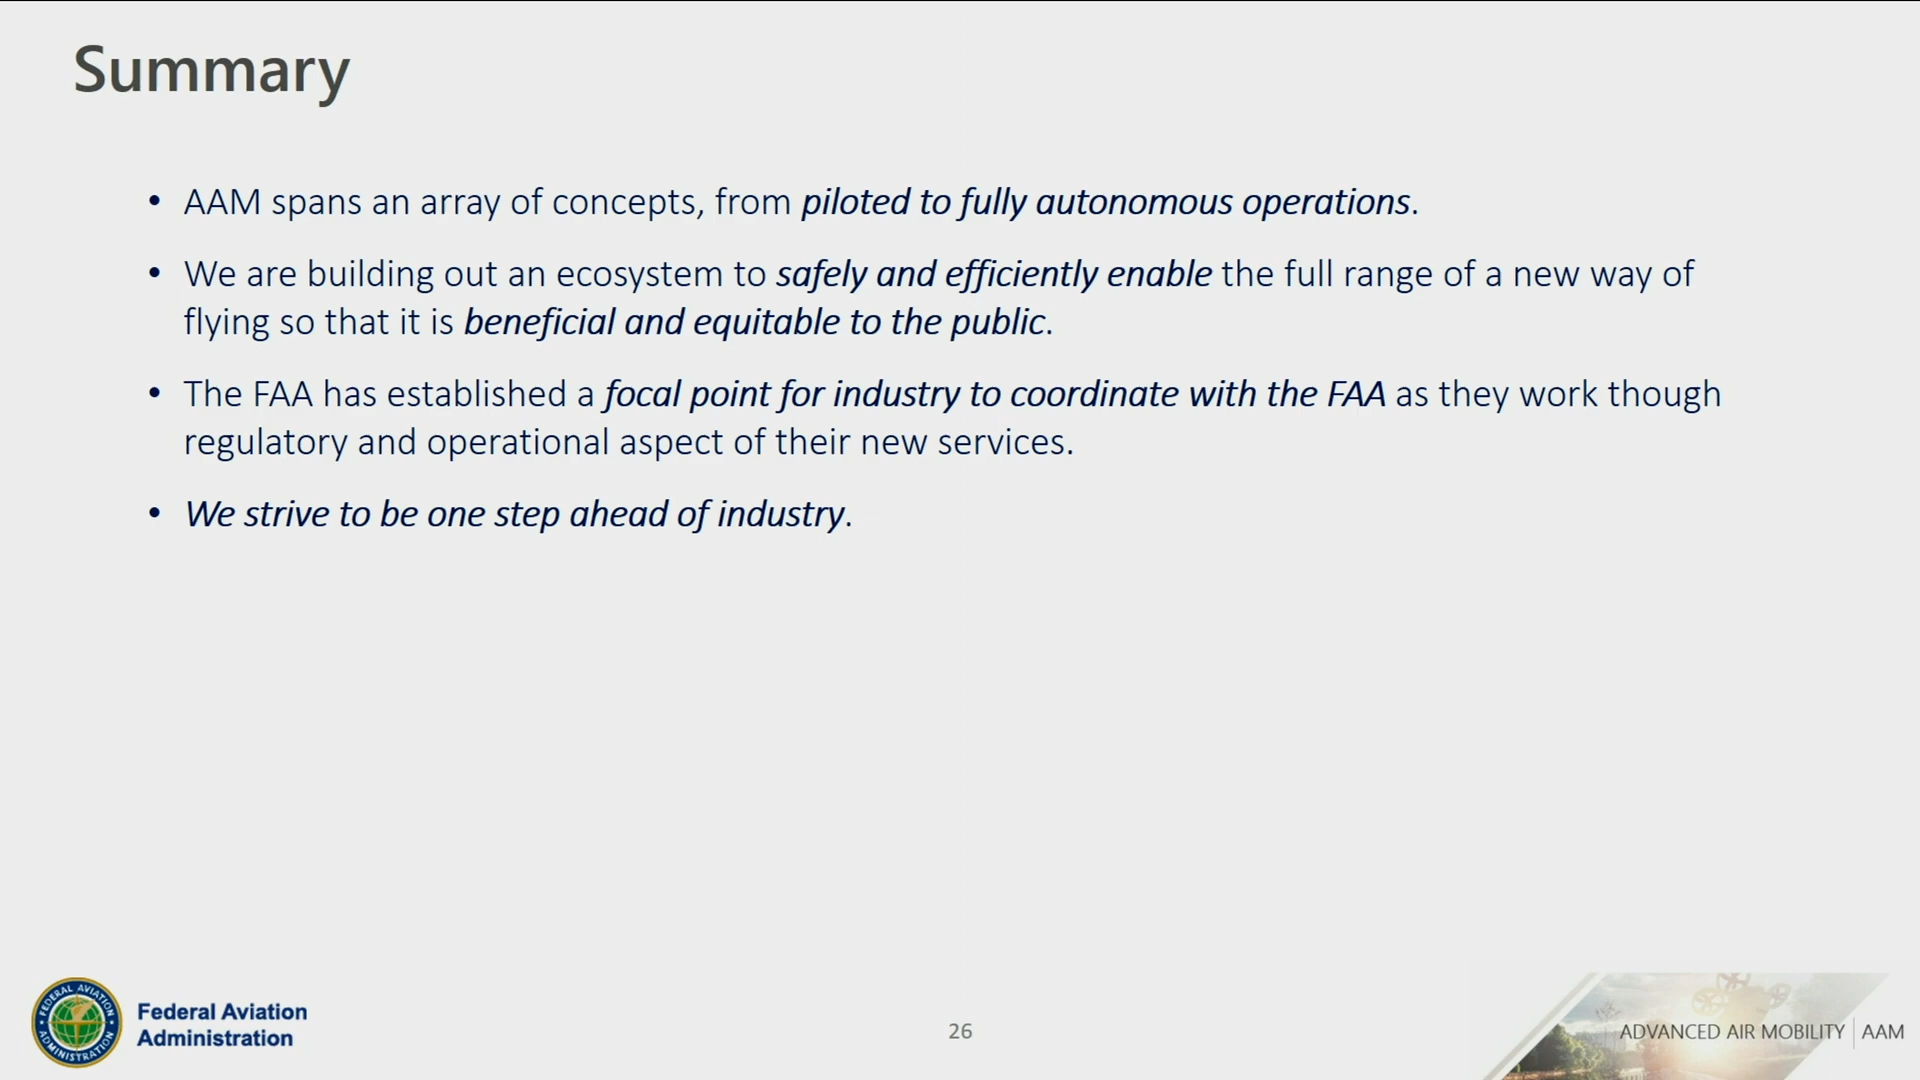 Summary
• AAM spans an array of concepts, from piloted to fully autonomous operations.
• We are building out an ecosystem to safely and efficiently enable the full range of a new way of
flying so that it is beneficial and equitable to the public.
• The FAA has established a focal point for industry to coordinate with the FAA as they work though
regulatory and operational aspect of their new services.
• We strive to be one step ahead of industry.
FEDERAL AVIATION
ADMINISTRATION
Federal Aviation
Administration
26
ADVANCED AIR MOBILITY | AAM